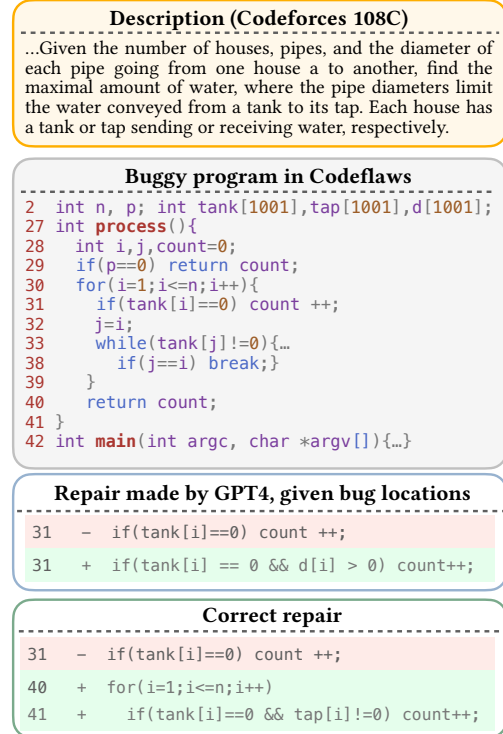 Description (Codeforces 108C)
...Given the number of houses, pipes, and the diameter of
each pipe going from one house a to another, find the
maximal amount of water, where the pipe diameters limit
the water conveyed from a tank to its tap. Each house has
a tank or tap sending or receiving water, respectively.
Buggy program in Codeflaws
2 int n, p; int tank[1001],tap[1001],d[1001];
27 int process(){
28 int i,j,count=0;
29 if(p==0) return count;
30 for(i=1;i<=n;i++){
31 if(tank[i]==0) count ++;
32 j=i;
33 while(tank[j]!=0){…
38 if(j==i) break;}
39 }
40 return count;
41 }
42 int main(int argc, char *argv[]){…}
Repair made by GPT4, given bug locations
31 - if(tank[i]==0) count ++;
31 + if(tank[i] == 0 && d[i] > 0) count++;
Correct repair
31 - if(tank[i]==0) count ++;
40 + for(i=1;i<=n;i++)
41 + if(tank[i]==0 && tap[i]!=0) count++;